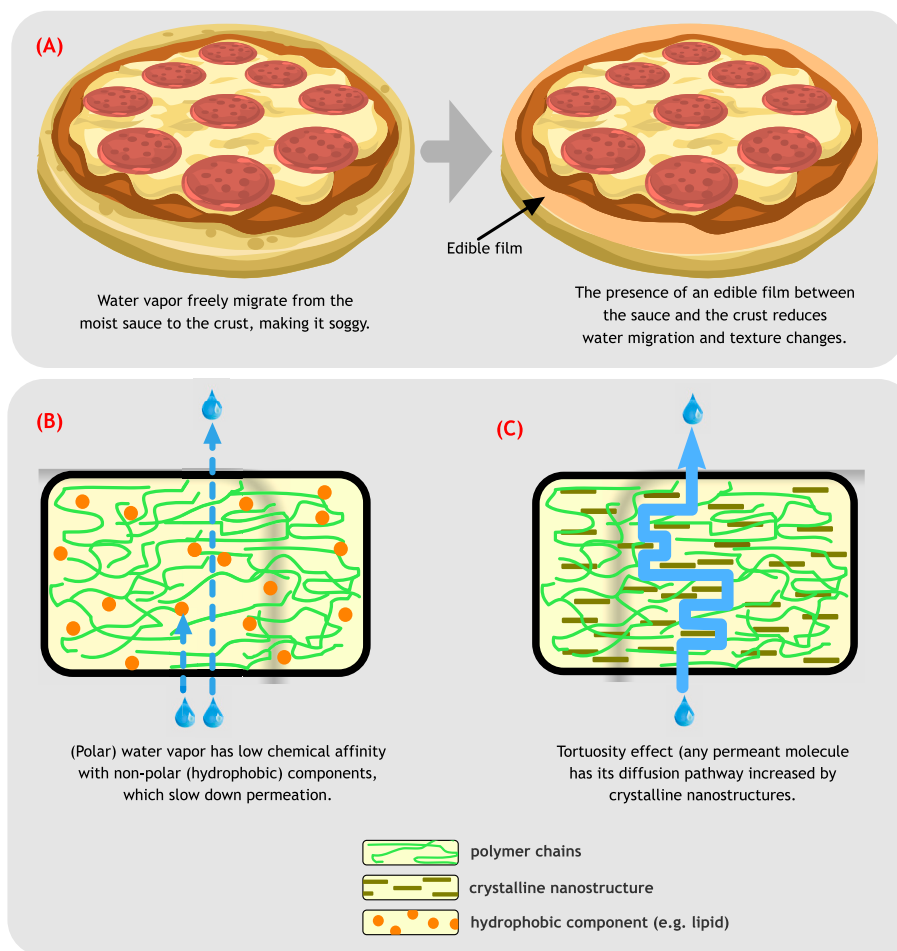 (A)
Edible film
Water vapor freely migrate from the
moist sauce to the crust, making it soggy.
The presence of an edible film between
the sauce and the crust reduces
water migration and texture changes.
(B)
(C)
(Polar) water vapor has low chemical affinity
with non-polar (hydrophobic) components,
which slow down permeation.
Tortuosity effect (any permeant molecule
has its diffusion pathway increased by
crystalline nanostructures.
polymer chains
crystalline nanostructure
hydrophobic component (e.g. lipid)